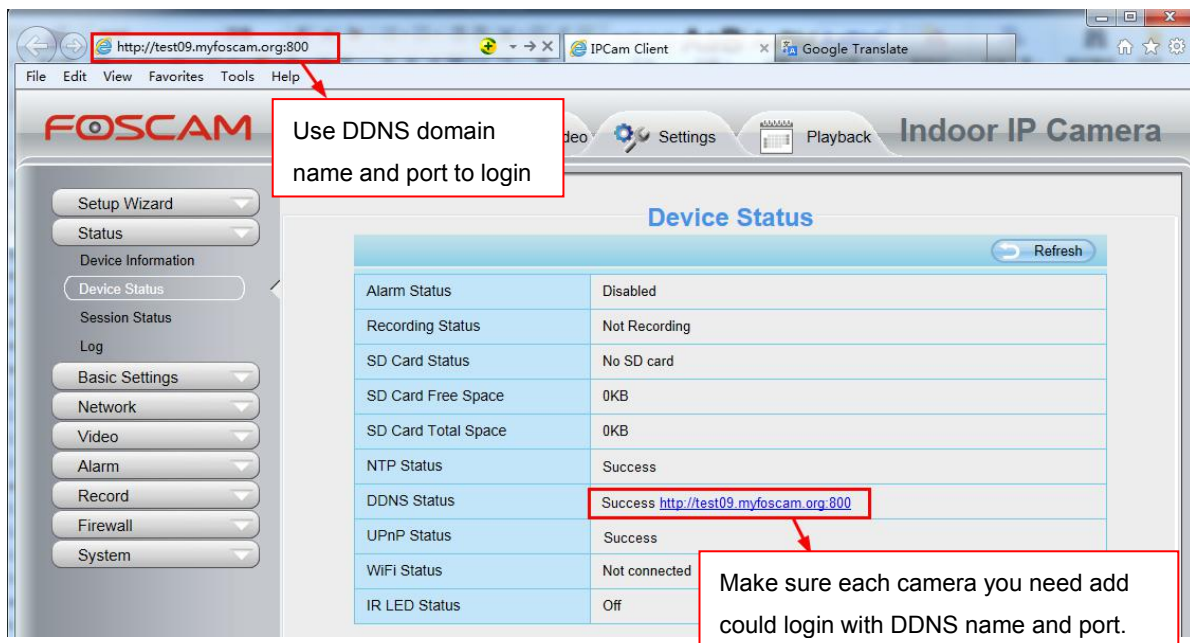 http://test09.myfoscam.org:800
IPCam Client
Google Translate
File Edit View Favorites Tools Help
FOSCAM
Use DDNS domain
name and port to login
deo
Settings
Playback
Indoor IP Camera
Setup Wizard
Status
Device Information
Device Status
Session Status
Log
Basic Settings
Network
Video
Alarm
Record
Firewall
System
Device Status
Refresh
Alarm Status Disabled
Recording Status Not Recording
SD Card Status No SD card
SD Card Free Space 0KB
SD Card Total Space 0KB
NTP Status Success
DDNS Status Success http://test09.myfoscam.org:800
UPnP Status Success
WiFi Status Not connected
IR LED Status Off
Make sure each camera you need add
could login with DDNS name and port.